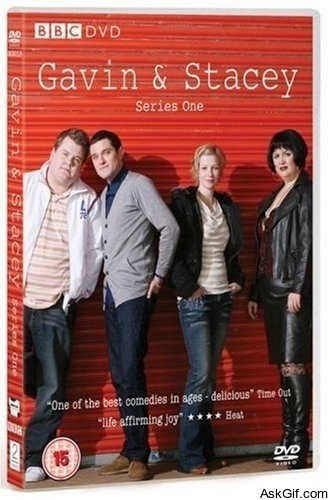 BBC DVD
Gavin & Stacey
Series One
Gavin & Stacey Series One
"One of the best comedies in ages - delicious" Time Out
"life affirming joy" ★★★★ Heat
15
DVD
VIDEO
2
AskGif.com